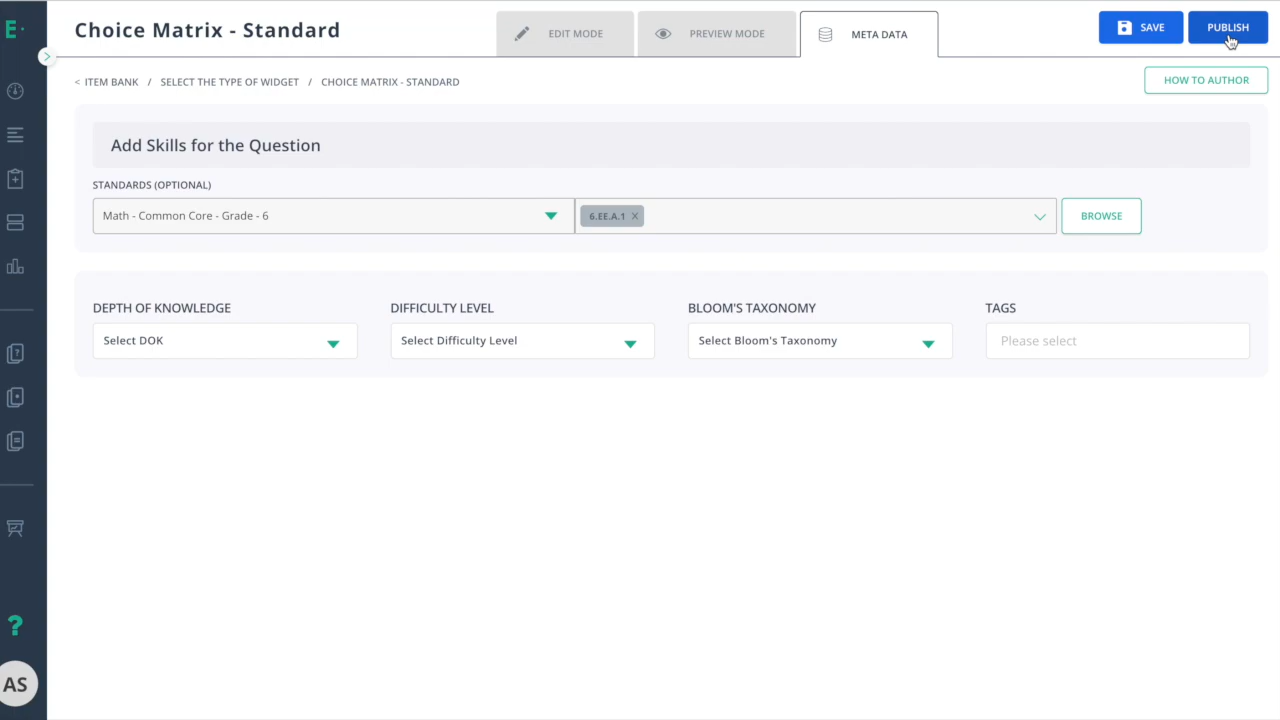 E
Choice Matrix - Standard
EDIT MODE
PREVIEW MODE
META DATA
SAVE
PUBLISH
< ITEM BANK / SELECT THE TYPE OF WIDGET / CHOICE MATRIX - STANDARD
HOW TO AUTHOR
Add Skills for the Question
STANDARDS (OPTIONAL)
Math - Common Core - Grade - 6
6.EE.A.1 X
BROWSE
DEPTH OF KNOWLEDGE
DIFFICULTY LEVEL
BLOOM'S TAXONOMY
TAGS
Select DOK
Select Difficulty Level
Select Bloom's Taxonomy
Please select
?
AS